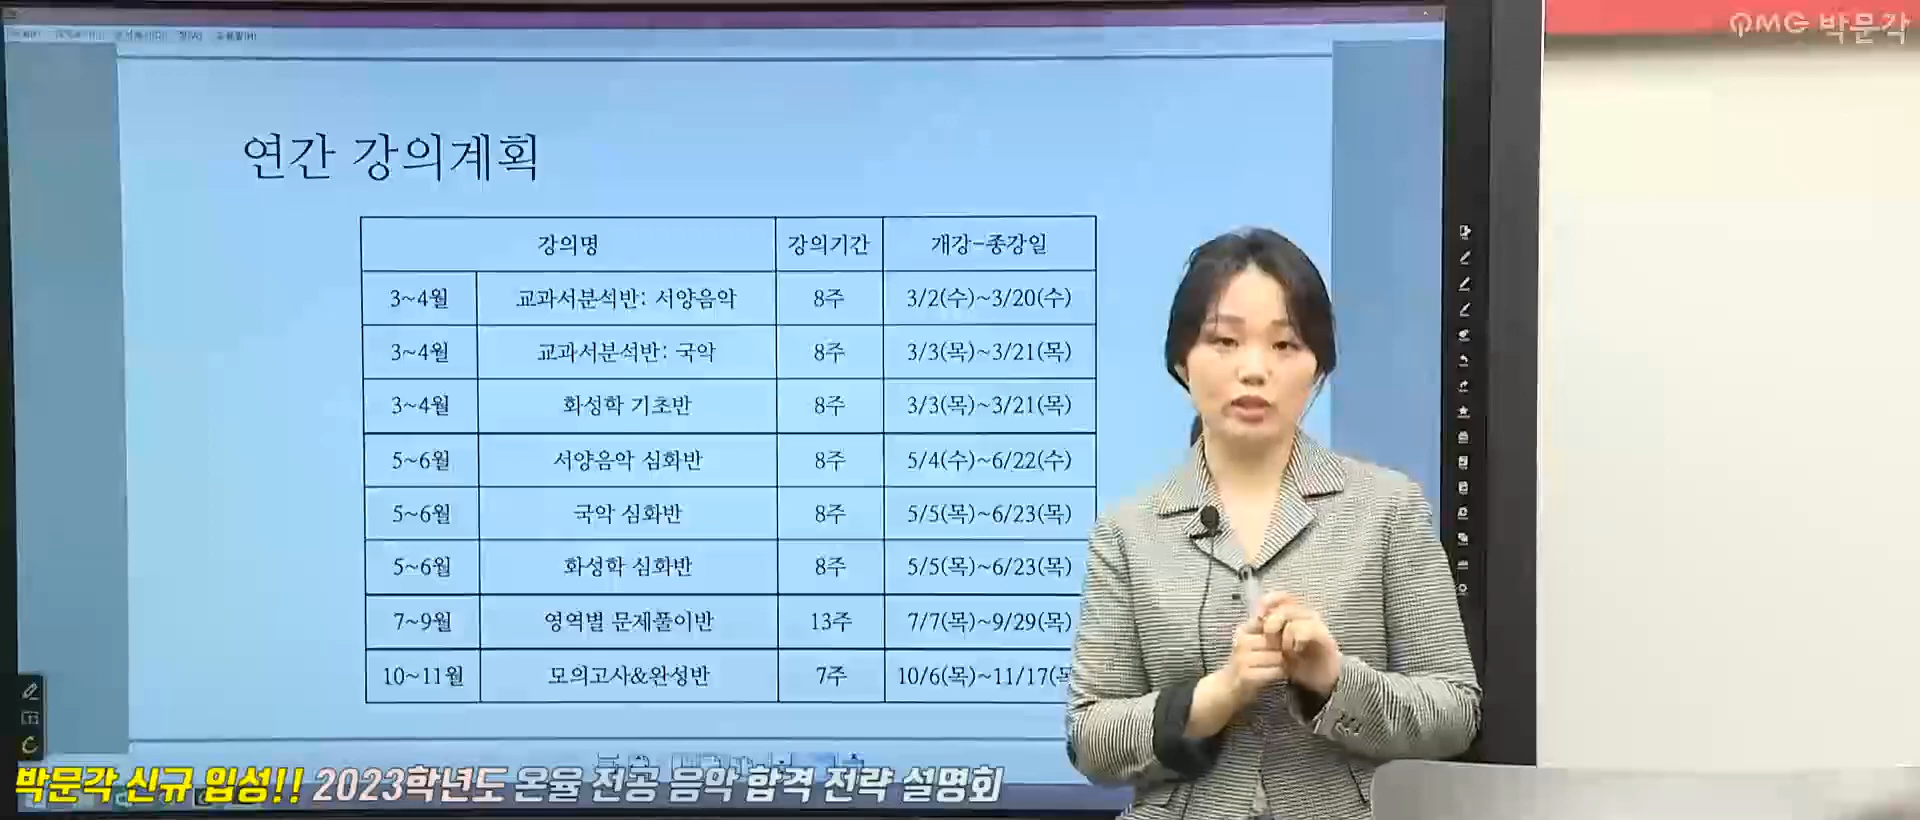 PMG 박문각
연간 강의계획
강의명 강의기간 개강-종강일
3~4월 교과서분석반: 서양음악 8주 3/2(수)~3/20(수)
3~4월 교과서분석반: 국악 8주 3/3(목)~3/21(목)
3~4월 화성학 기초반 8주 3/3(목)~3/21(목)
5~6월 서양음악 심화반 8주 5/4(수)~6/22(수)
5~6월 국악 심화반 8주 5/5(목)~6/23(목)
5~6월 화성학 심화반 8주 5/5(목)~6/23(목)
7~9월 영역별 문제풀이반 13주 7/7(목)~9/29(목)
10~11월 모의고사&완성반 7주 10/6(목)~11/17(목
박문각 신규 입성!! 2023학년도 온율 전공 음악 합격 전략 설명회